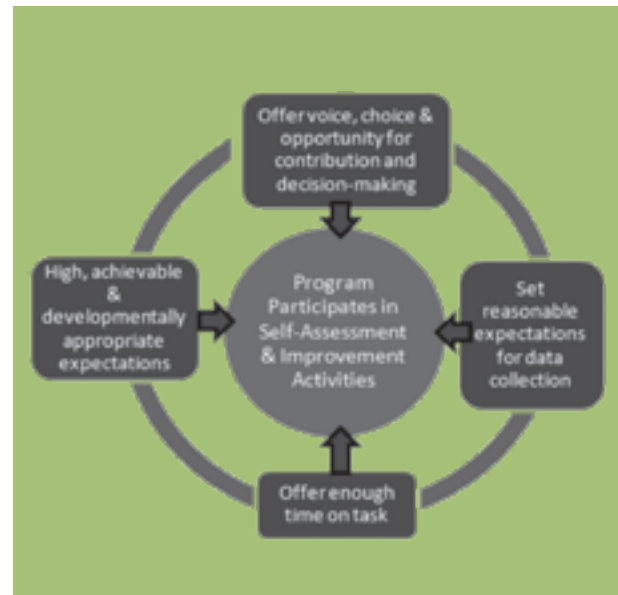 Offer voice, choice &
opportunity for
contribution and
decision-making
High, achievable
&
developmentally
appropriate
expectations
Program
Participates in
Self-Assessment
& Improvement
Activities
Set
reasonable
expectations
for data
collection
Offer enough
time on task